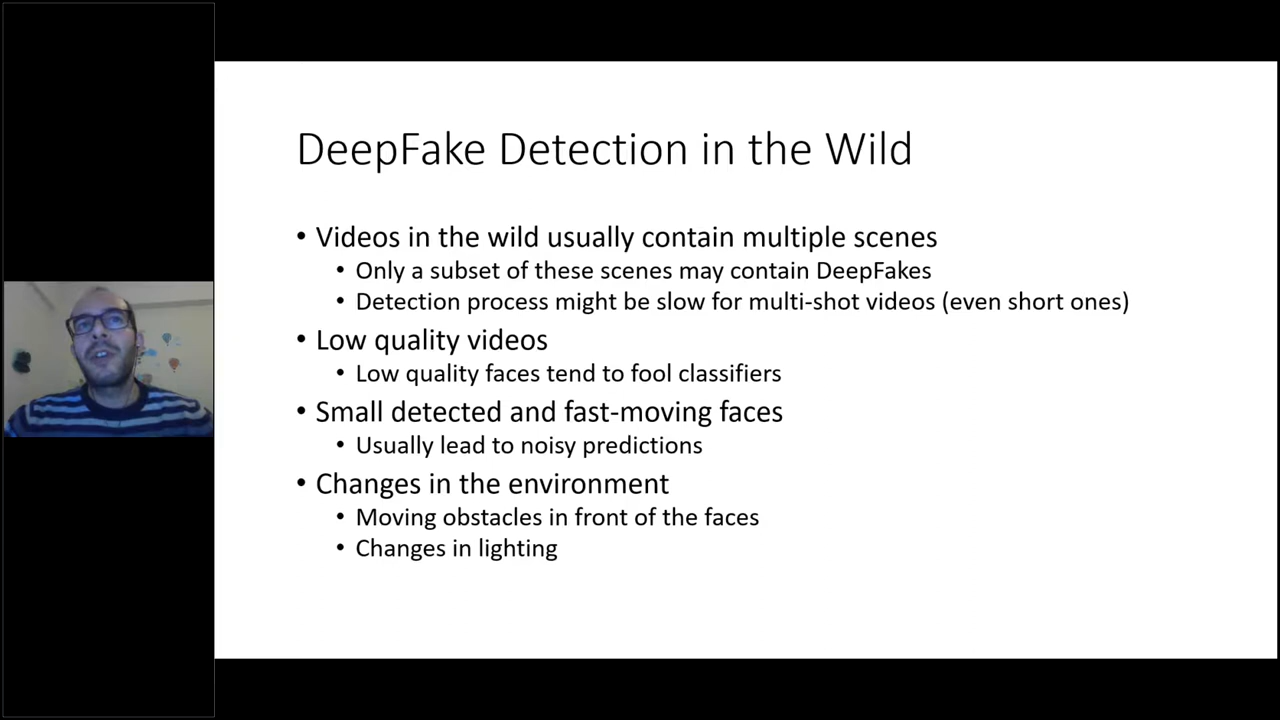 DeepFake Detection in the Wild
• Videos in the wild usually contain multiple scenes
• Only a subset of these scenes may contain DeepFakes
• Detection process might be slow for multi-shot videos (even short ones)
• Low quality videos
• Low quality faces tend to fool classifiers
• Small detected and fast-moving faces
• Usually lead to noisy predictions
• Changes in the environment
• Moving obstacles in front of the faces
• Changes in lighting